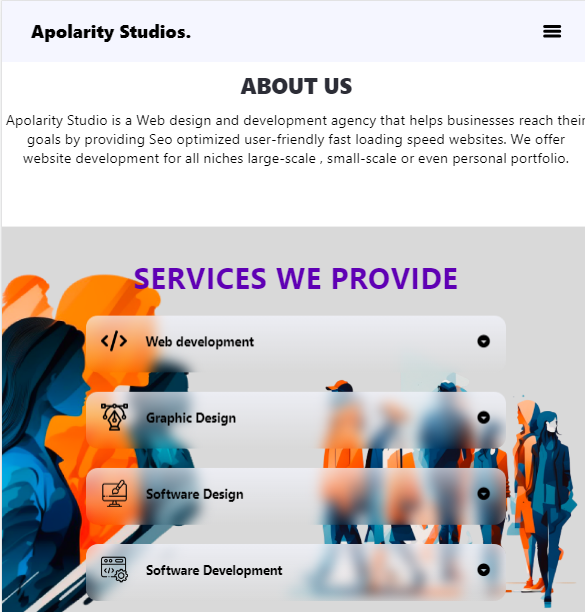 Apolarity Studios.
ABOUT US
Apolarity Studio is a Web design and development agency that helps businesses reach their
goals by providing Seo optimized user-friendly fast loading speed websites. We offer
website development for all niches large-scale , small-scale or even personal portfolio.
SERVICES WE PROVIDE
Web development
Graphic Design
Software Design
Software Development